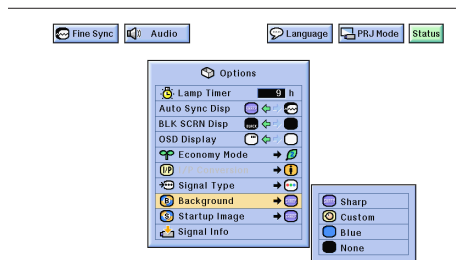 Fine Sync Audio Language PRJ Mode Status
Options
Lamp Timer 9 h
Auto Sync Disp
BLK SCRN Disp
OSD Display
Economy Mode
I/P
Signal Type
B Background
S Startup Image
Signal Info
Sharp
Custom
Blue
None